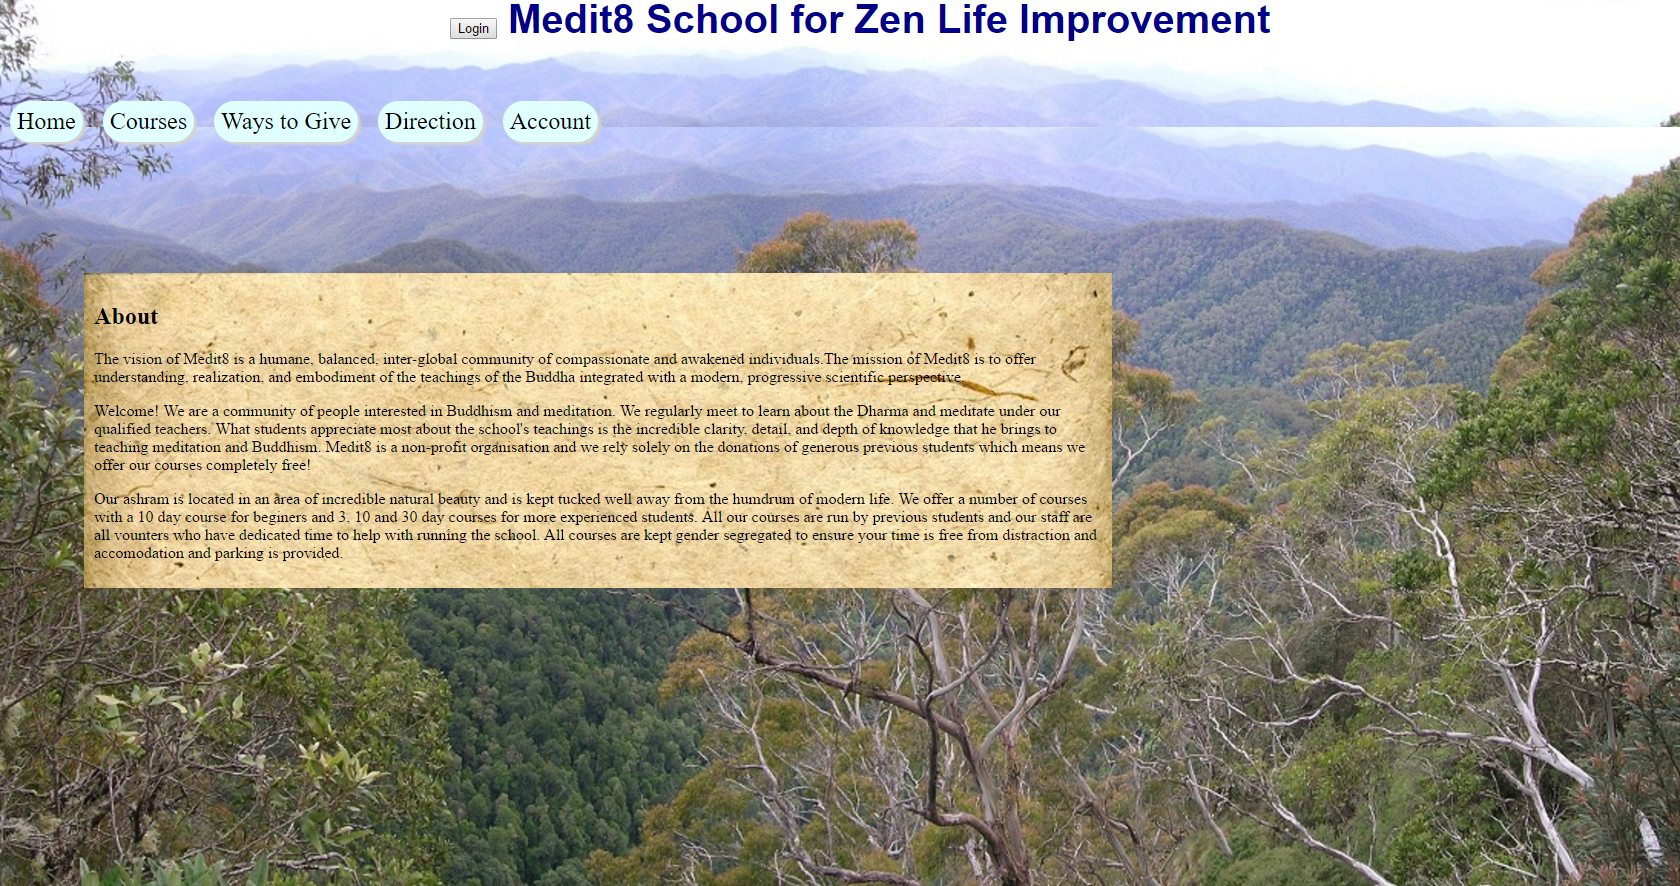 Login Medit8 School for Zen Life Improvement
Home Courses Ways to Give Direction Account
About
The vision of Medit8 is a humane, balanced, inter-global community of compassionate and awakened individuals.The mission of Medit8 is to offer
understanding, realization, and embodiment of the teachings of the Buddha integrated with a modern, progressive scientific perspective.
Welcome! We are a community of people interested in Buddhism and meditation. We regularly meet to learn about the Dharma and meditate under our
qualified teachers. What students appreciate most about the school's teachings is the incredible clarity, detail, and depth of knowledge that he brings to
teaching meditation and Buddhism. Medit8 is a non-profit organisation and we rely solely on the donations of generous previous students which means we
offer our courses completely free!
Our ashram is located in an area of incredible natural beauty and is kept tucked well away from the humdrum of modern life. We offer a number of courses
with a 10 day course for beginers and 3, 10 and 30 day courses for more experienced students. All our courses are run by previous students and our staff are
all vounters who have dedicated time to help with running the school. All courses are kept gender segregated to ensure your time is free from distraction and
accomodation and parking is provided.